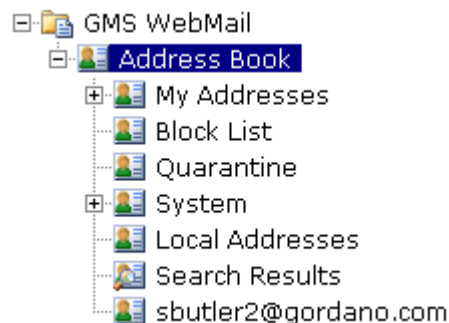 GMS WebMail
Address Book
My Addresses
Block List
Quarantine
System
Local Addresses
Search Results
sbutler2@gordano.com